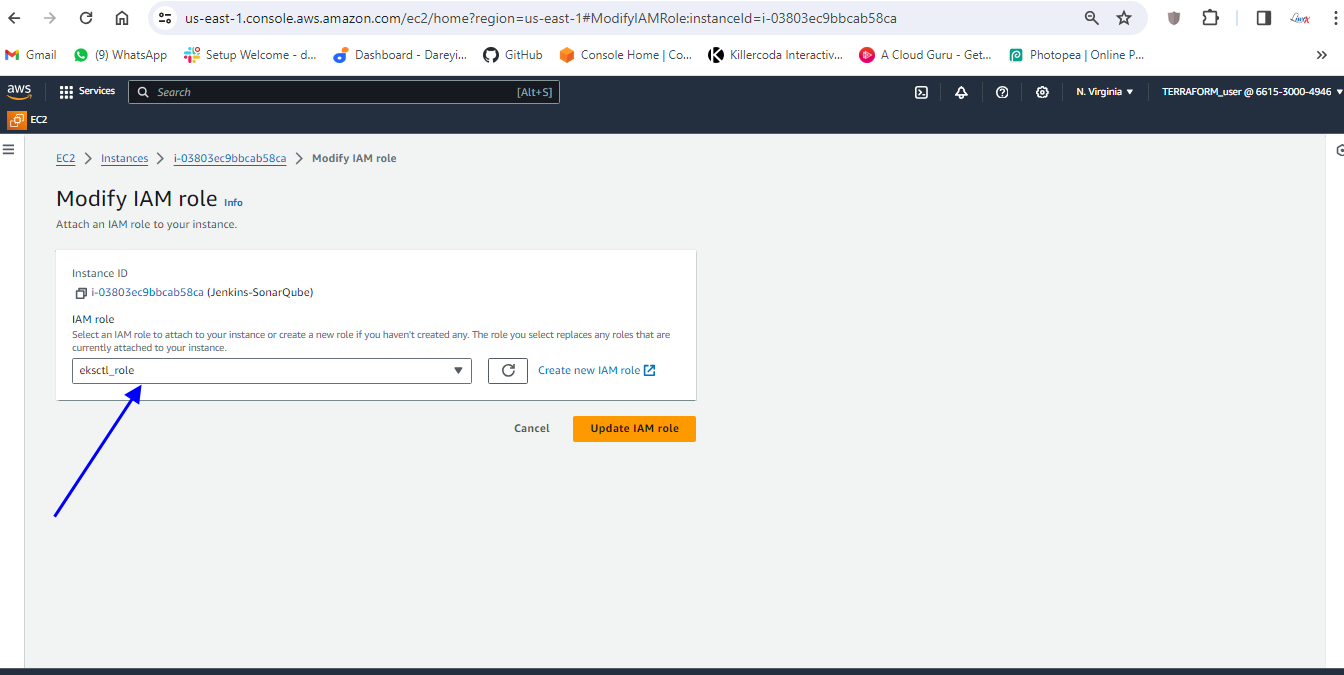 us-east-1.console.aws.amazon.com/ec2/home?region=us-east-1#ModifyIAMRole:instanceId=i-03803ec9bbcab58ca
Gmail (9) WhatsApp Setup Welcome - d... Dashboard - Dareyi... GitHub Console Home | Co... Killercoda Interactiv... A Cloud Guru - Get... Photopea | Online P... »
aws Services Search [Alt+S] N. Virginia TERRAFORM_user @ 6615-3000-4946
EC2
EC2 > Instances > i-03803ec9bbcab58ca > Modify IAM role
Modify IAM role Info
Attach an IAM role to your instance.
Instance ID
i-03803ec9bbcab58ca (Jenkins-SonarQube)
IAM role
Select an IAM role to attach to your instance or create a new role if you haven't created any. The role you select replaces any roles that are
currently attached to your instance.
eksctl_role Create new IAM role
Cancel Update IAM role